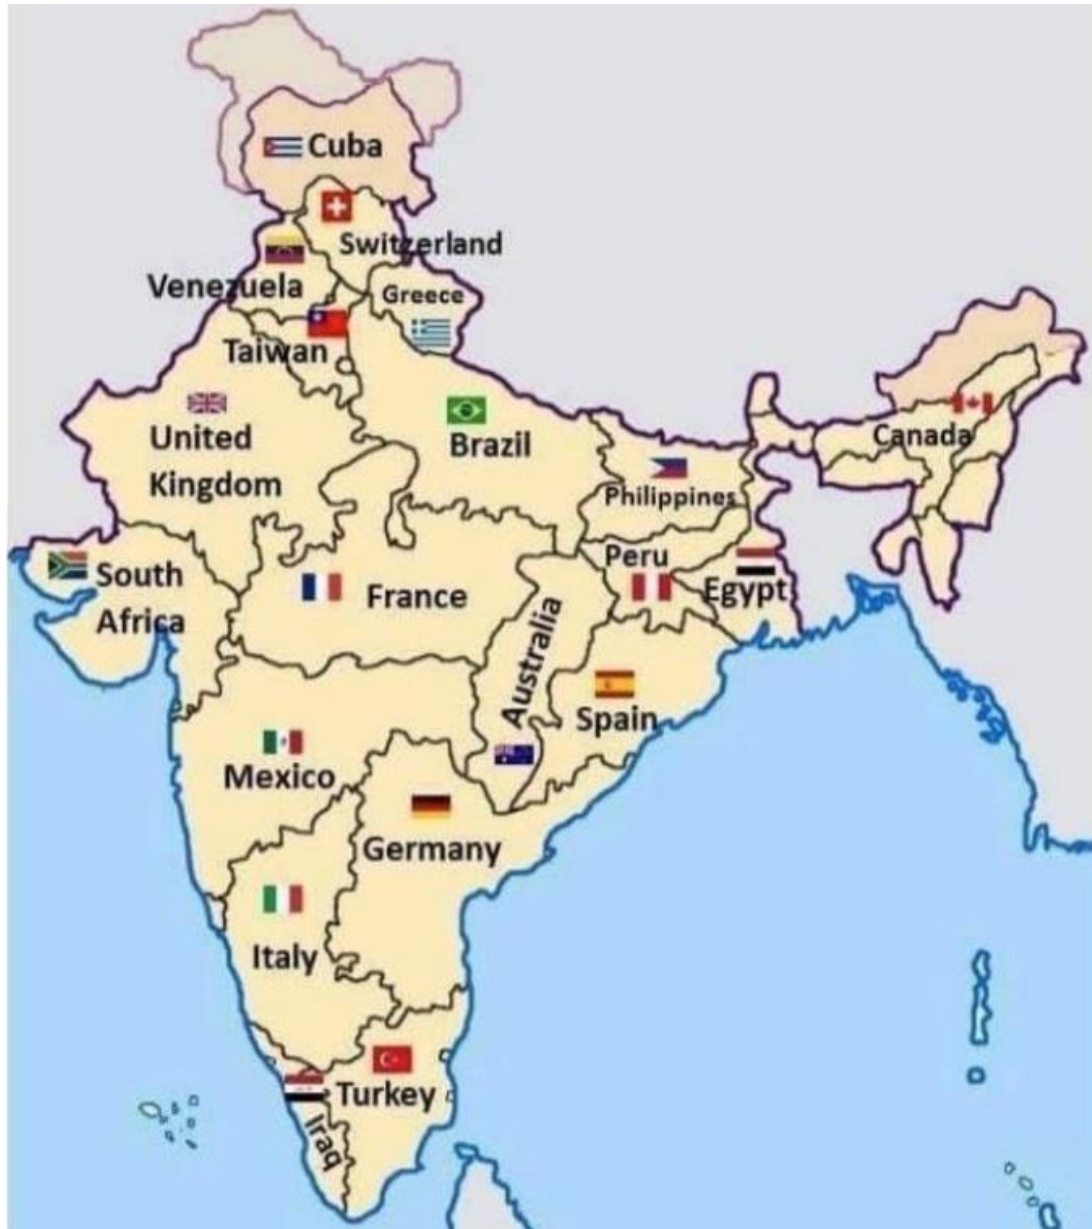 Cuba
Switzerland
Venezuela
Greece
Taiwan
United
Kingdom
Brazil
Canada
Philippines
South
Africa
France
Peru
Egypt
Australia
Spain
Mexico
Germany
Italy
Turkey
Iraq